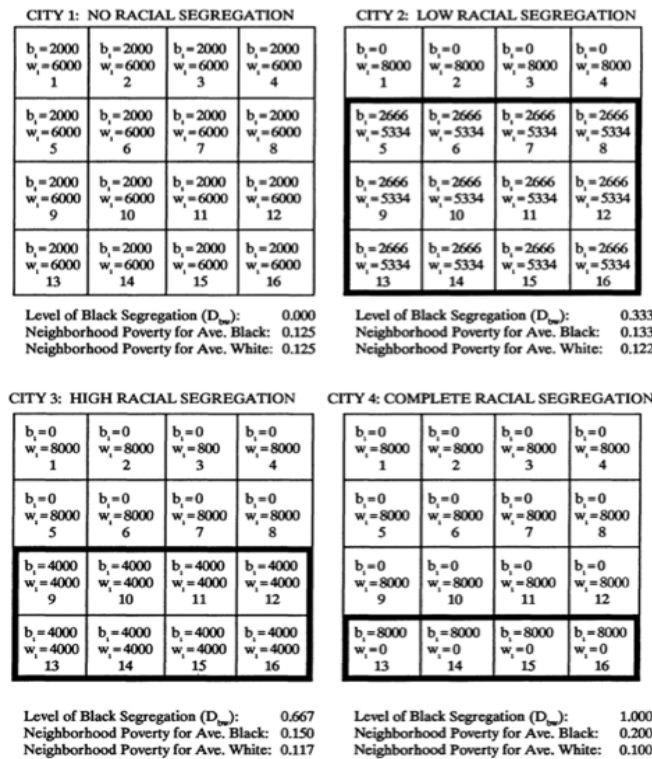 CITY 1: NO RACIAL SEGREGATION
b_i=2000 b_i=2000 b_i=2000 b_i=2000
w_i=6000 w_i=6000 w_i=6000 w_i=6000
1 2 3 4
b_i=2000 b_i=2000 b_i=2000 b_i=2000
w_i=6000 w_i=6000 w_i=6000 w_i=6000
5 6 7 8
b_i=2000 b_i=2000 b_i=2000 b_i=2000
w_i=6000 w_i=6000 w_i=6000 w_i=6000
9 10 11 12
b_i=2000 b_i=2000 b_i=2000 b_i=2000
w_i=6000 w_i=6000 w_i=6000 w_i=6000
13 14 15 16
Level of Black Segregation (D_bw): 0.000
Neighborhood Poverty for Ave. Black: 0.125
Neighborhood Poverty for Ave. White: 0.125
CITY 2: LOW RACIAL SEGREGATION
b_i=0 b_i=0 b_i=0 b_i=0
w_i=8000 w_i=8000 w_i=8000 w_i=8000
1 2 3 4
b_i=2666 b_i=2666 b_i=2666 b_i=2666
w_i=5334 w_i=5334 w_i=5334 w_i=5334
5 6 7 8
b_i=2666 b_i=2666 b_i=2666 b_i=2666
w_i=5334 w_i=5334 w_i=5334 w_i=5334
9 10 11 12
b_i=2666 b_i=2666 b_i=2666 b_i=2666
w_i=5334 w_i=5334 w_i=5334 w_i=5334
13 14 15 16
Level of Black Segregation (D_bw): 0.333
Neighborhood Poverty for Ave. Black: 0.133
Neighborhood Poverty for Ave. White: 0.122
CITY 3: HIGH RACIAL SEGREGATION
b_i=0 b_i=0 b_i=0 b_i=0
w_i=8000 w_i=8000 w_i=800 w_i=8000
1 2 3 4
b_i=0 b_i=0 b_i=0 b_i=0
w_i=8000 w_i=8000 w_i=8000 w_i=8000
5 6 7 8
b_i=4000 b_i=4000 b_i=4000 b_i=4000
w_i=4000 w_i=4000 w_i=4000 w_i=4000
9 10 11 12
b_i=4000 b_i=4000 b_i=4000 b_i=4000
w_i=4000 w_i=4000 w_i=4000 w_i=4000
13 14 15 16
Level of Black Segregation (D_bw): 0.667
Neighborhood Poverty for Ave. Black: 0.150
Neighborhood Poverty for Ave. White: 0.117
CITY 4: COMPLETE RACIAL SEGREGATION
b_i=0 b_i=0 b_i=0 b_i=0
w_i=8000 w_i=8000 w_i=8000 w_i=8000
1 2 3 4
b_i=0 b_i=0 b_i=0 b_i=0
w_i=8000 w_i=8000 w_i=8000 w_i=8000
5 6 7 8
b_i=0 b_i=0 b_i=0 b_i=0
w_i=8000 w_i=8000 w_i=8000 w_i=8000
9 10 11 12
b_i=8000 b_i=8000 b_i=8000 b_i=8000
w_i=0 w_i=0 w_i=0 w_i=0
13 14 15 16
Level of Black Segregation (D_bw): 1.000
Neighborhood Poverty for Ave. Black: 0.200
Neighborhood Poverty for Ave. White: 0.100